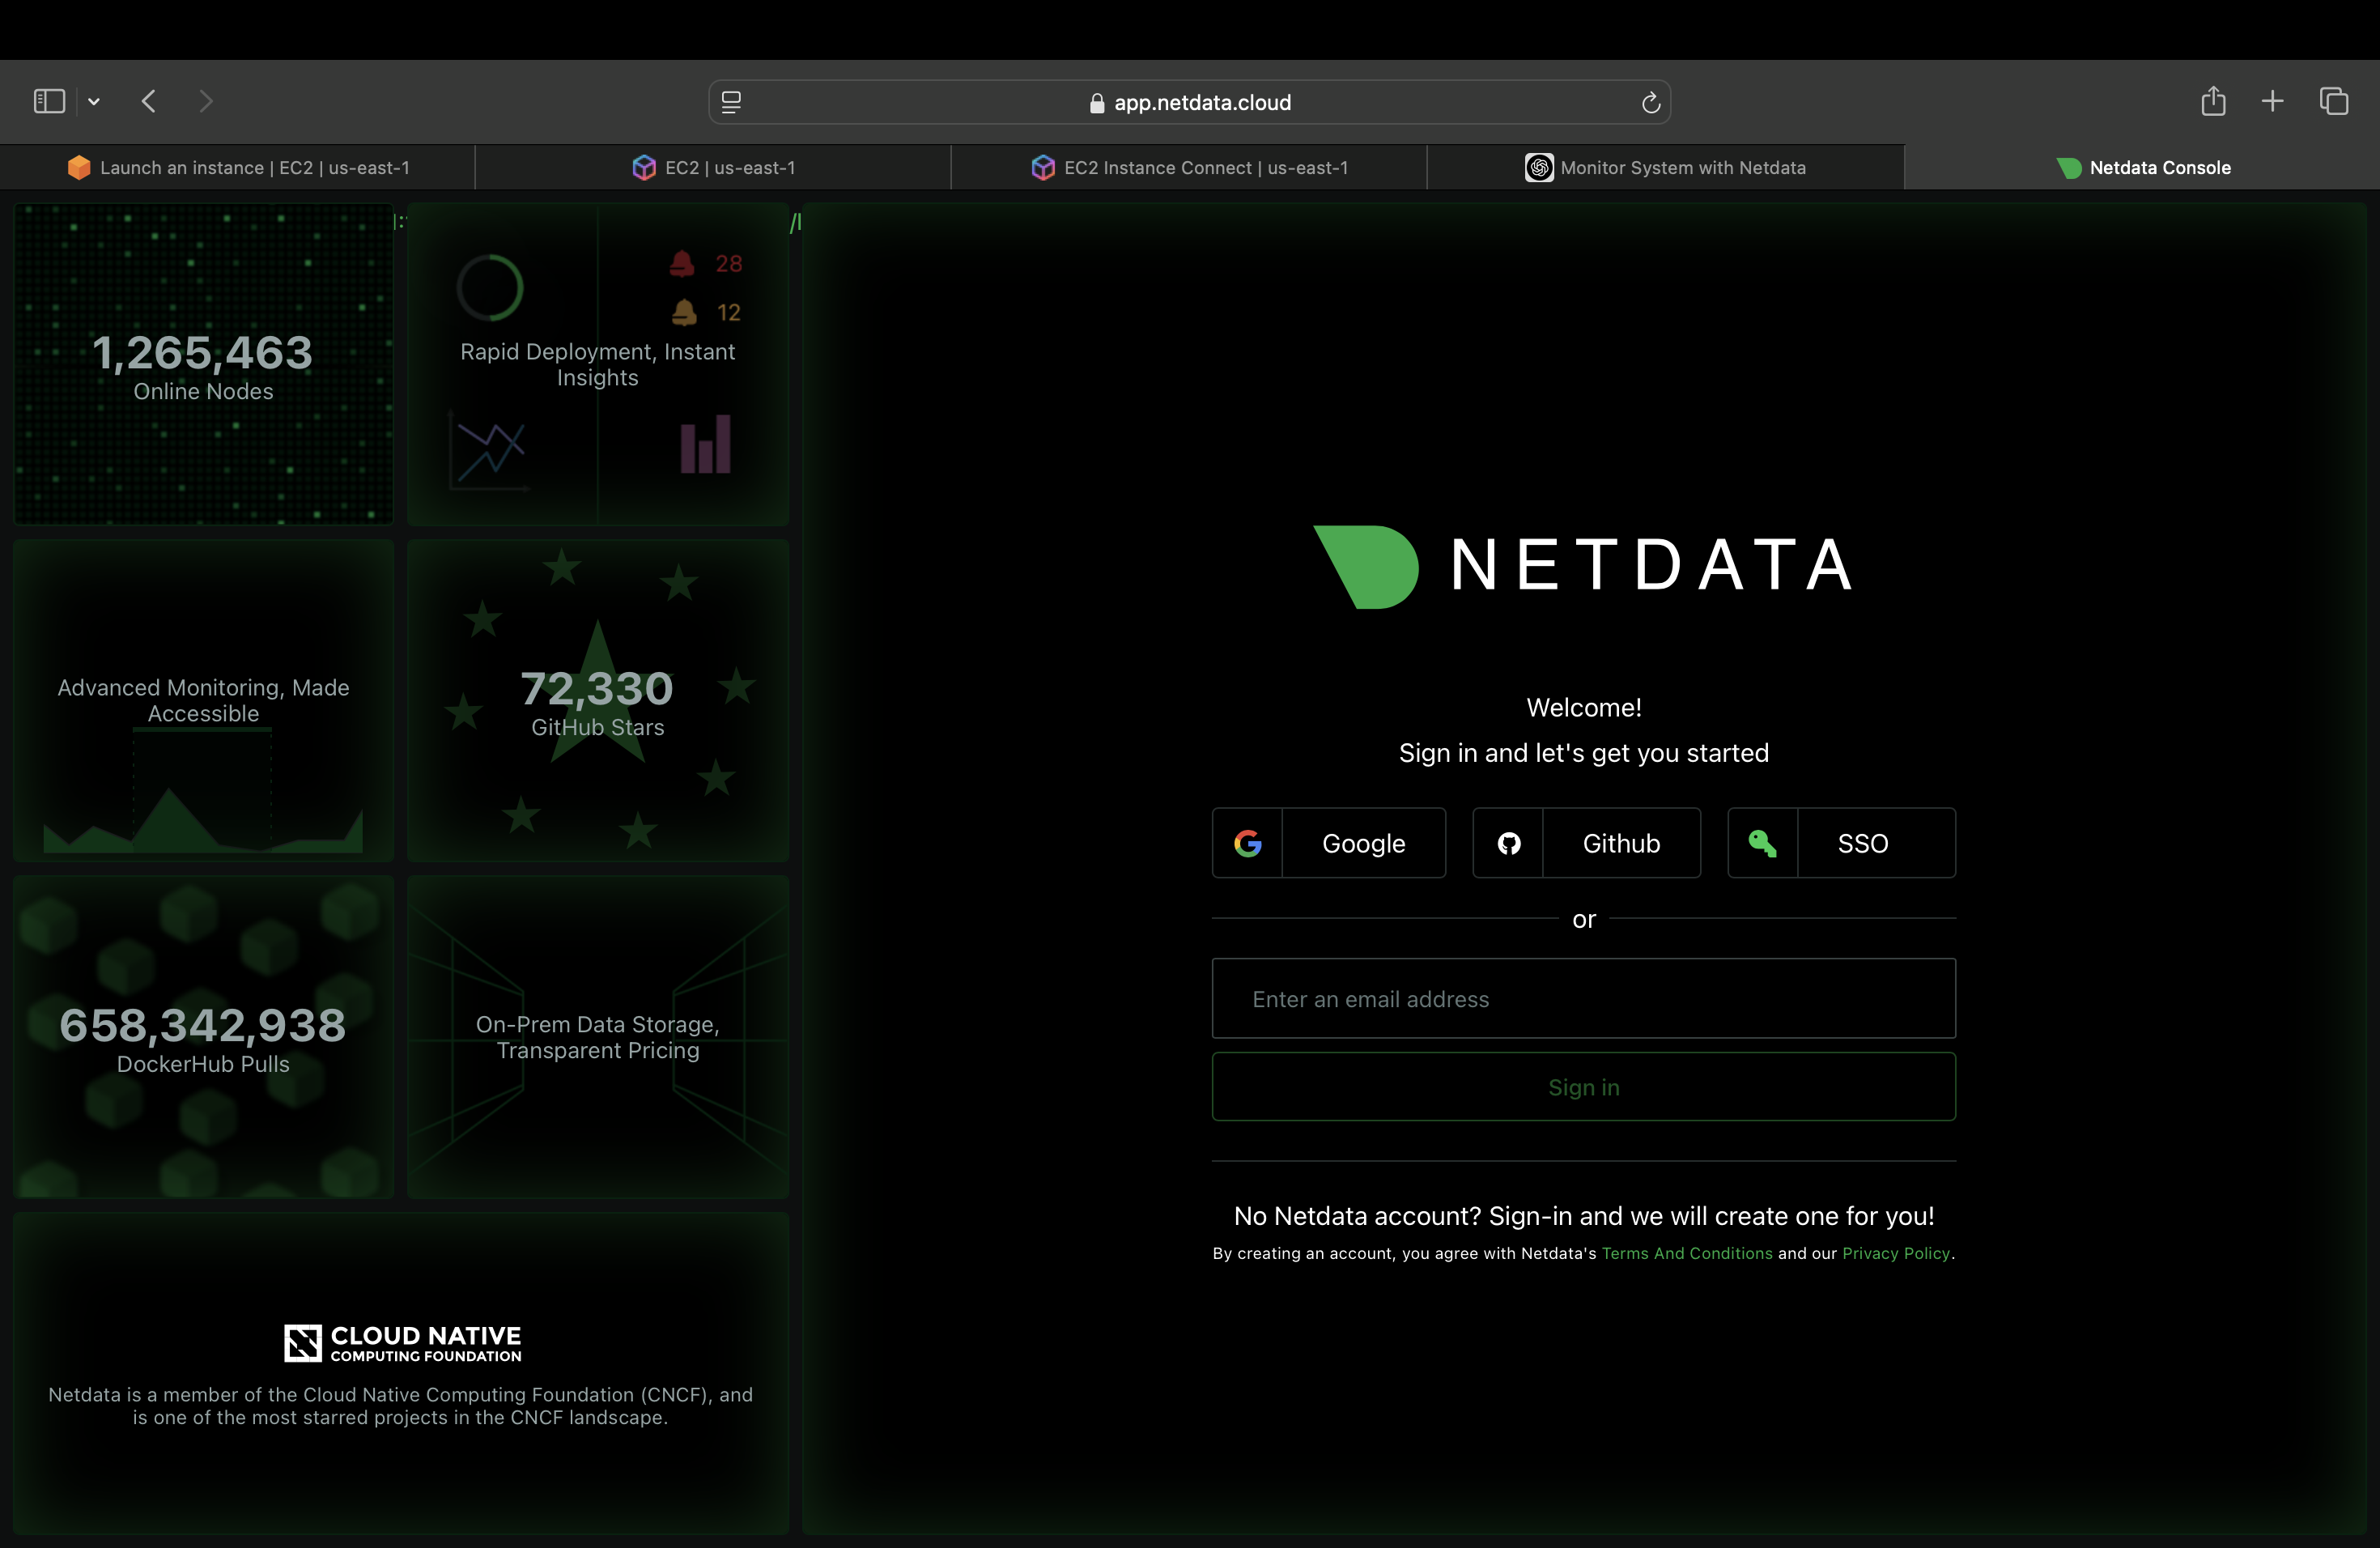 app.netdata.cloud
Launch an instance | EC2 | us-east-1
EC2 | us-east-1
EC2 Instance Connect | us-east-1
Monitor System with Netdata
Netdata Console
1,265,463
Online Nodes
28
12
Rapid Deployment, Instant
Insights
Advanced Monitoring, Made
Accessible
72,330
GitHub Stars
658,342,938
DockerHub Pulls
On-Prem Data Storage,
Transparent Pricing
CLOUD NATIVE
COMPUTING FOUNDATION
Netdata is a member of the Cloud Native Computing Foundation (CNCF), and
is one of the most starred projects in the CNCF landscape.
NETDATA
Welcome!
Sign in and let's get you started
Google
Github
SSO
or
Enter an email address
Sign in
No Netdata account? Sign-in and we will create one for you!
By creating an account, you agree with Netdata's Terms And Conditions and our Privacy Policy.